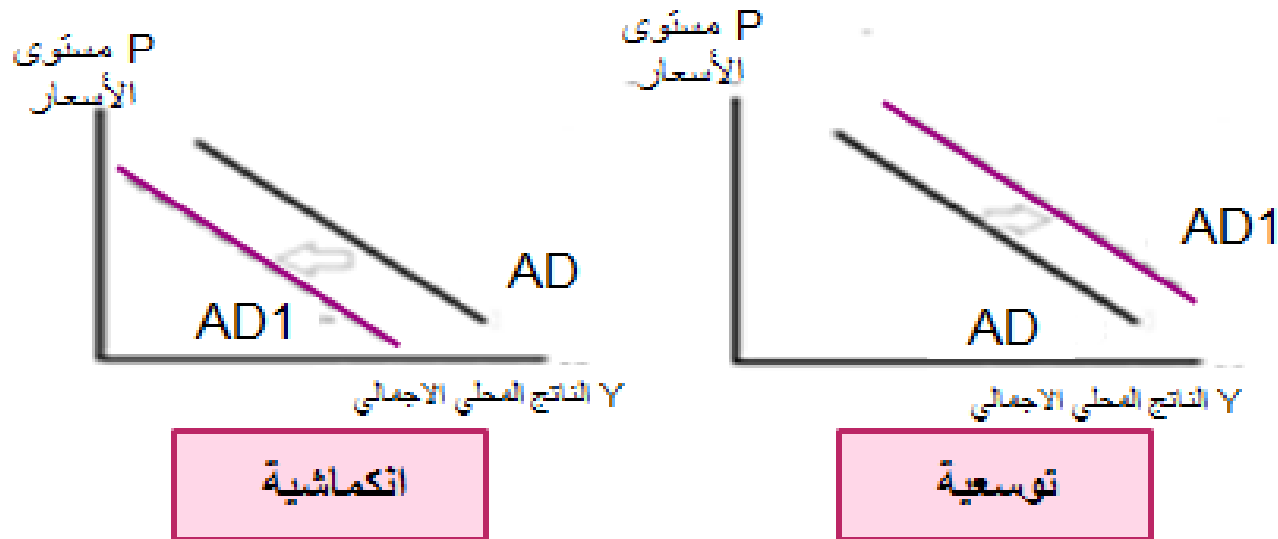 P مستوى
الأسعار
AD
AD1
Y الناتج المحلي الاجمالي
انكماشية
P مستوى
الأسعار
AD1
AD
Y الناتج المحلي الاجمالي
توسعية